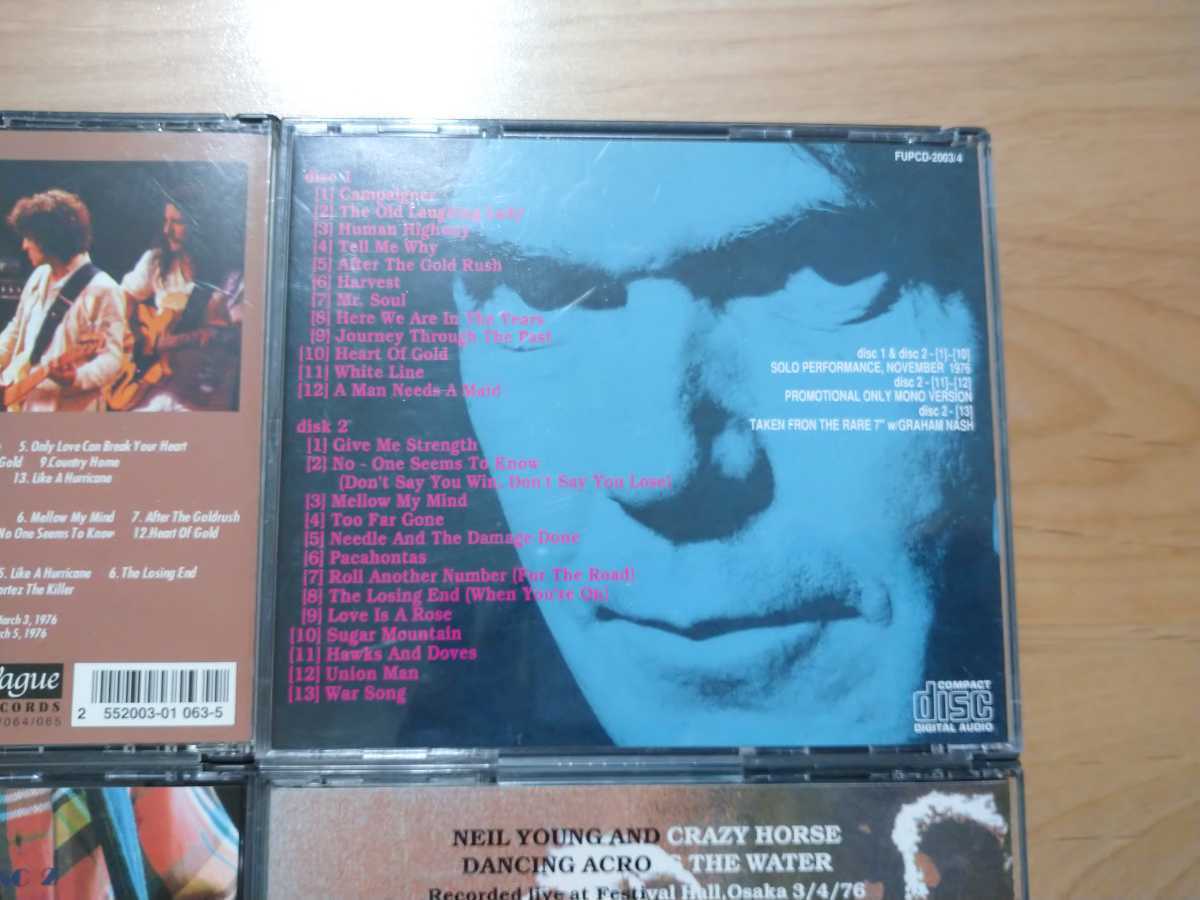 FUPCD-2003/4
disc 1
[1] Campaigner
[2] The Old Laughing Lady
[3] Human Highway
[4] Tell Me Why
[5] After The Gold Rush
[6] Harvest
[7] Mr. Soul
[8] Here We Are In The Years
[9] Journey Through The Past
[10] Heart Of Gold
[11] White Line
[12] A Man Needs A Maid
disk 2
[1] Give Me Strength
[2] No - One Seems To Know
(Don't Say You Win, Don't Say You Lose)
[3] Mellow My Mind
[4] Too Far Gone
[5] Needle And The Damage Done
[6] Pacahontas
[7] Roll Another Number (For The Road)
[8] The Losing End (When You're On)
[9] Love Is A Rose
[10] Sugar Mountain
[11] Hawks And Doves
[12] Union Man
[13] War Song
disc 1 & disc 2 - [1]-[10]
SOLO PERFORMANCE, NOVEMBER 1976
disc 2 - [11]-[12]
PROMOTIONAL ONLY MONO VERSION
disc 2 - [13]
TAKEN FRON THE RARE 7" w/GRAHAM NASH
COMPACT
disc
DIGITAL AUDIO
5. Only Love Can Break Your Heart
Gold 9.Country Home
13. Like A Hurricane
6. Mellow My Mind 7. After The Goldrush
No One Seems To Know 12.Heart Of Gold
5. Like A Hurricane 6. The Losing End
ortez The Killer
March 3, 1976
rch 5, 1976
ague
CORDS
/064/065
2 552003-01 063-5
C 2
NEIL YOUNG AND CRAZY HORSE
DANCING ACRO S THE WATER
Recorded live at Festival Hall,Osaka 3/4/76